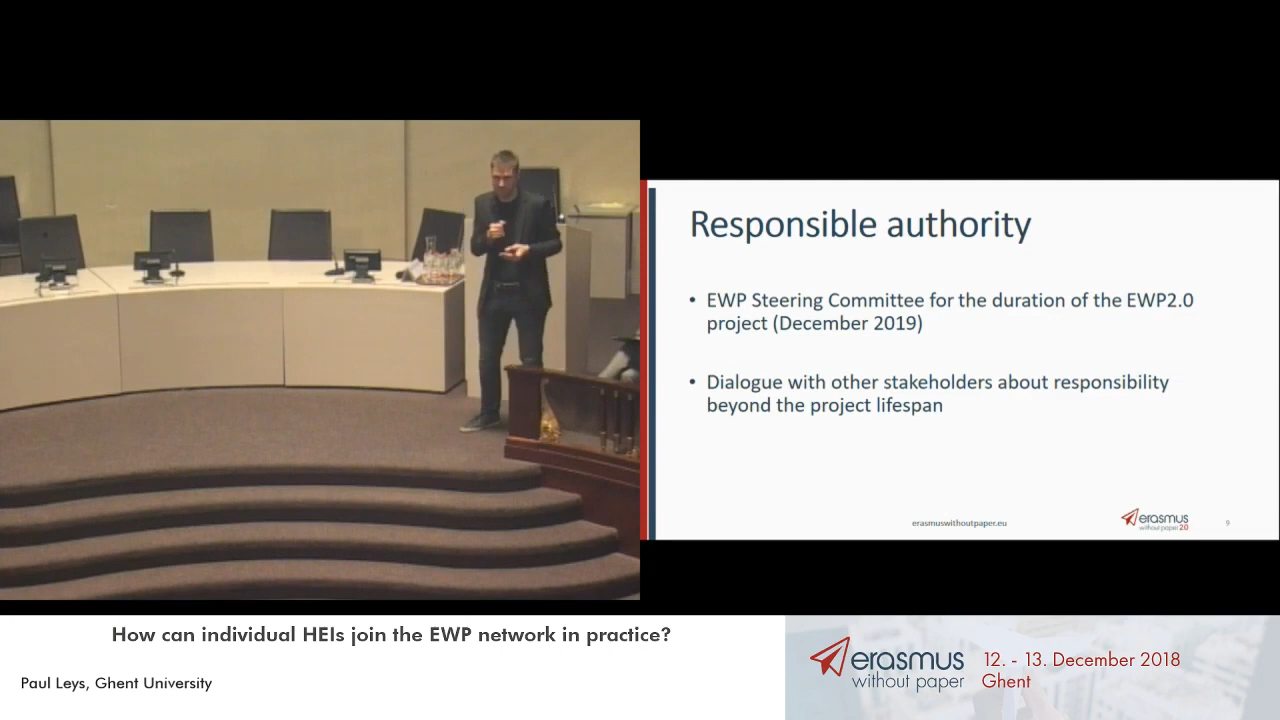 Responsible authority
• EWP Steering Committee for the duration of the EWP2.0
project (December 2019)
• Dialogue with other stakeholders about responsibility
beyond the project lifespan
erasmuswithoutpaper.eu
erasmus
without paper 2.0
9
How can individual HEIs join the EWP network in practice?
Paul Leys, Ghent University
erasmus
without paper
12. - 13. December 2018
Ghent